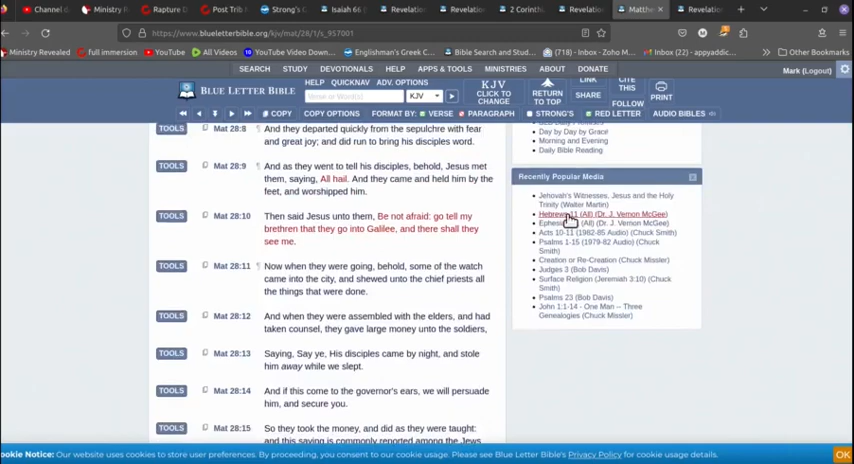 Channel d
Ministry R
Rapture D
Post Trib
Strong's C
Isaiah 66
Revelation
Revelation
2 Corinth
Revelation
Matthe
Revelation
https://www.blueletterbible.org/kjv/mat/28/1/s_957001
Ministry Revealed
full immersion
YouTube
All Videos
YouTube Video Down...
Englishman's Greek C...
Bible Search and Stud...
(718) - Inbox - Zoho M...
Inbox (22) - appyaddic...
Other Bookmarks
SEARCH STUDY DEVOTIONALS HELP APPS & TOOLS MINISTRIES ABOUT DONATE
Mark (Logout)
BLUE LETTER BIBLE
HELP QUICKNAV ADV. OPTIONS
Verse or Word(s)
KJV
KJV
CLICK TO
CHANGE
RETURN
TO TOP
LINK
SHARE
CITE
THIS
FOLLOW
PRINT
COPY COPY OPTIONS FORMAT BY: VERSE PARAGRAPH STRONG'S RED LETTER AUDIO BIBLES
TOOLS Mat 28:8 ¶ And they departed quickly from the sepulchre with fear
and great joy; and did run to bring his disciples word.
TOOLS Mat 28:9 And as they went to tell his disciples, behold, Jesus met
them, saying, All hail. And they came and held him by the
feet, and worshipped him.
TOOLS Mat 28:10 Then said Jesus unto them, Be not afraid: go tell my
brethren that they go into Galilee, and there shall they
see me.
TOOLS Mat 28:11 ¶ Now when they were going, behold, some of the watch
came into the city, and shewed unto the chief priests all
the things that were done.
TOOLS Mat 28:12 And when they were assembled with the elders, and had
taken counsel, they gave large money unto the soldiers,
TOOLS Mat 28:13 Saying, Say ye, His disciples came by night, and stole
him away while we slept.
TOOLS Mat 28:14 And if this come to the governor's ears, we will persuade
him, and secure you.
TOOLS Mat 28:15 So they took the money, and did as they were taught:
and this saying is commonly reported among the Jews
Day by Day by Grace
Morning and Evening
Daily Bible Reading
Recently Popular Media
Jehovah's Witnesses, Jesus and the Holy
Trinity (Walter Martin)
Hebrews 11 (All) (Dr. J. Vernon McGee)
(All) (Dr. J. Vernon McGee)
Acts 10-11 (1982-85 Audio) (Chuck Smith)
Psalms 1-15 (1979-82 Audio) (Chuck
Smith)
Creation or Re-Creation (Chuck Missler)
Judges 3 (Bob Davis)
Surface Religion (Jeremiah 3:10) (Chuck
Smith)
Psalms 23 (Bob Davis)
John 1:1-14 - One Man -- Three
Genealogies (Chuck Missler)
ookie Notice: Our website uses cookies to store user preferences. By proceeding, you consent to our cookie usage. Please see Blue Letter Bible's Privacy Policy for cookie usage details.
OK